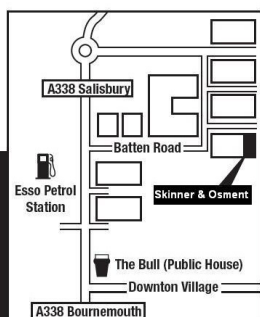 A338 Salisbury
Batten Road
Esso Petrol
Station
Skinner & Osment
The Bull (Public House)
Downton Village
A338 Bournemouth